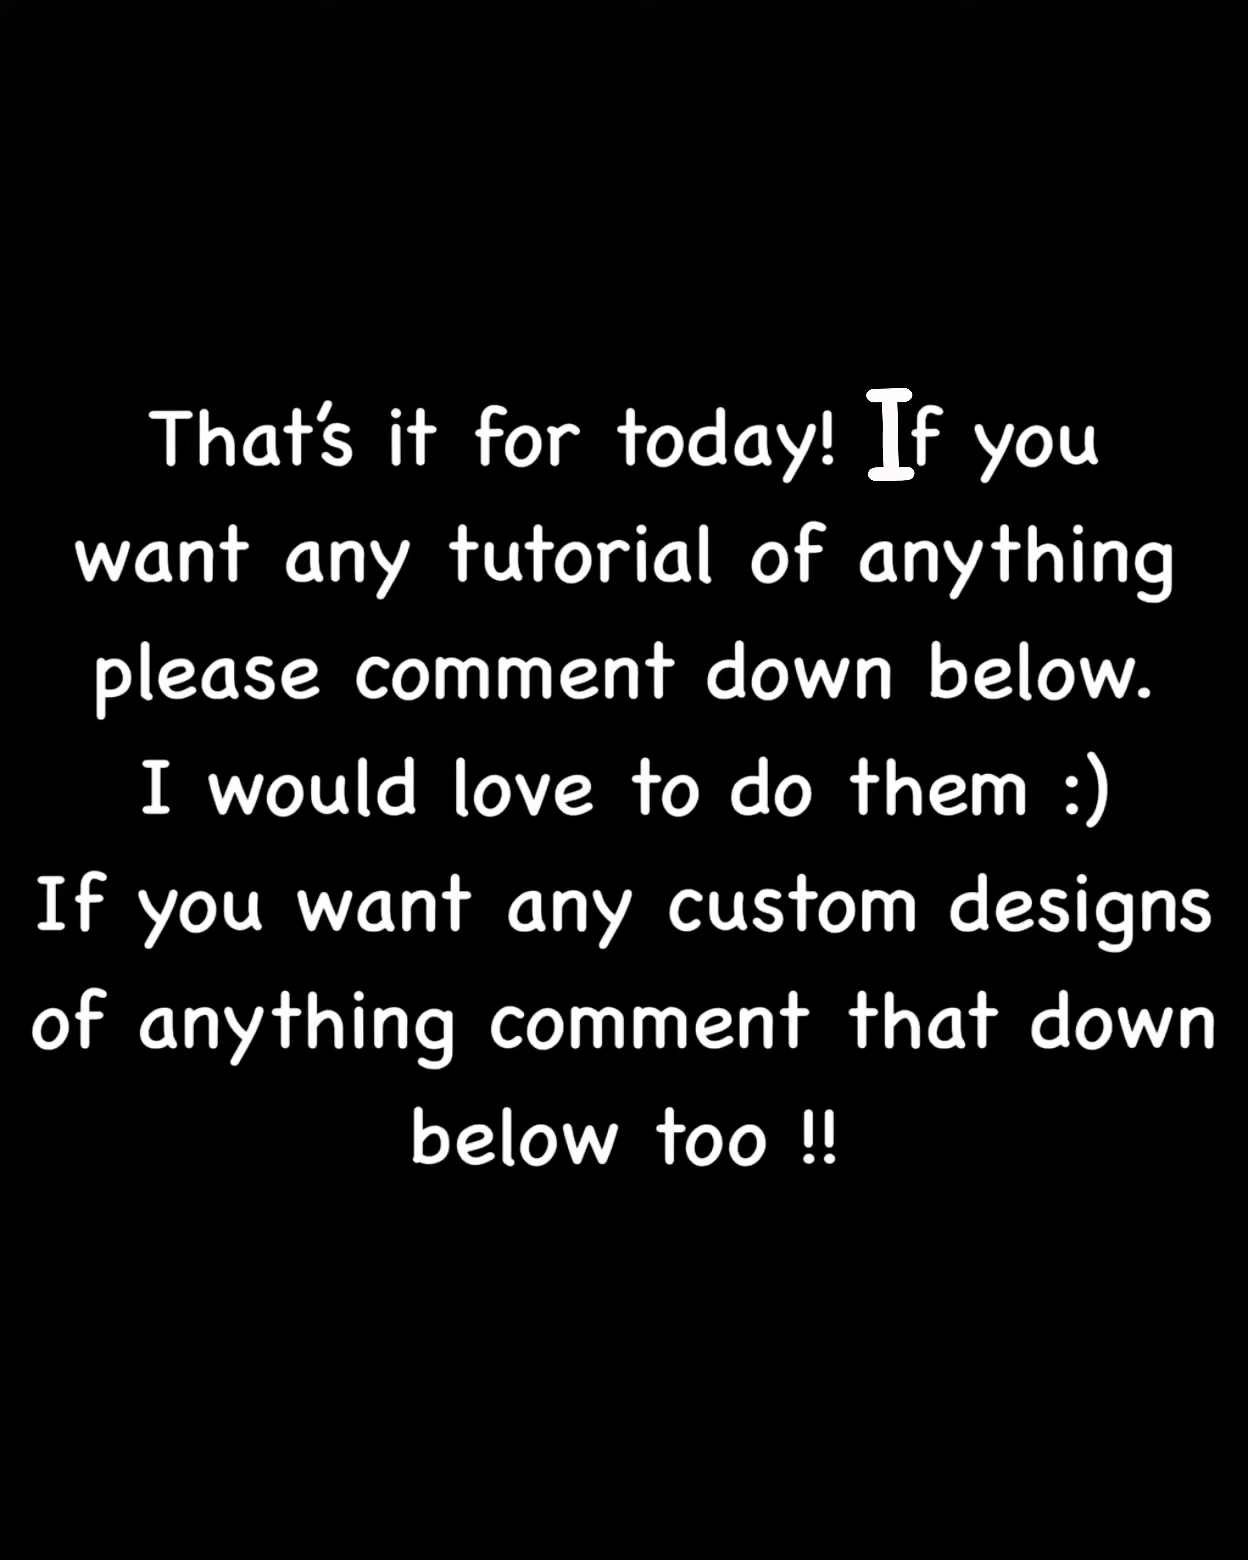 That's it for today! If you
want any tutorial of anything
please comment down below.
I would love to do them :)
If you want any custom designs
of anything comment that down
below too !!